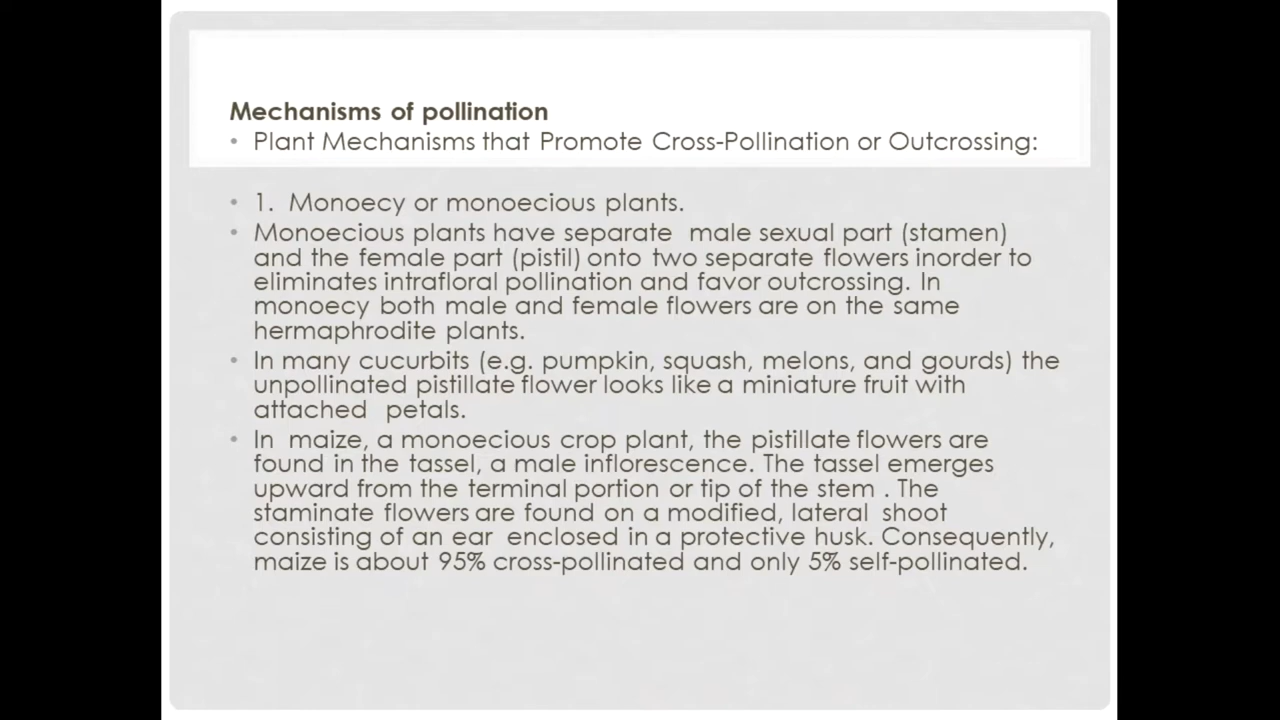 Mechanisms of pollination
• Plant Mechanisms that Promote Cross-Pollination or Outcrossing:
• 1. Monoecy or monoecious plants.
• Monoecious plants have separate male sexual part (stamen)
and the female part (pistil) onto two separate flowers inorder to
eliminates intrafloral pollination and favor outcrossing. In
monoecy both male and female flowers are on the same
hermaphrodite plants.
• In many cucurbits (e.g. pumpkin, squash, melons, and gourds) the
unpollinated pistillate flower looks like a miniature fruit with
attached petals.
• In maize, a monoecious crop plant, the pistillate flowers are
found in the tassel, a male inflorescence. The tassel emerges
upward from the terminal portion or tip of the stem . The
staminate flowers are found on a modified, lateral shoot
consisting of an ear enclosed in a protective husk. Consequently,
maize is about 95% cross-pollinated and only 5% self-pollinated.